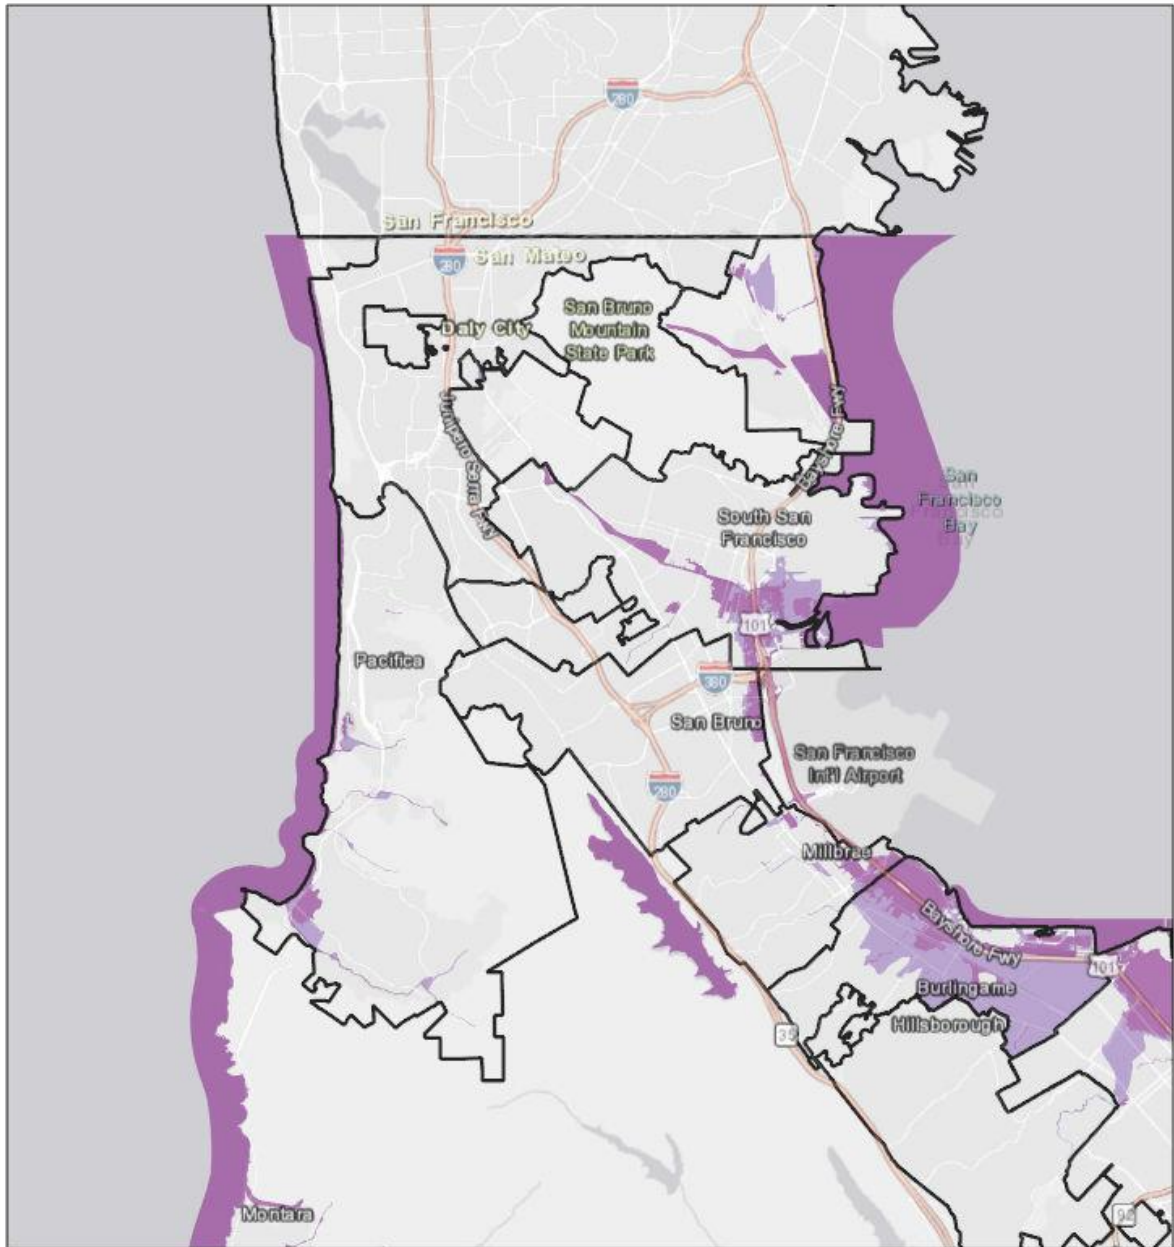 280
San Francisco
280
San Mateo
San Bruno
Mountain
State Park
Daly City
Junipero Serra Fwy
Bayshore Fwy
San
Francisco
Bay
South San
Francisco
101
Pacifica
380
San Bruno
San Francisco
Int'l Airport
280
Millbrae
Bayshore Fwy
101
Burlingame
Hillsborough
35
Montara
92